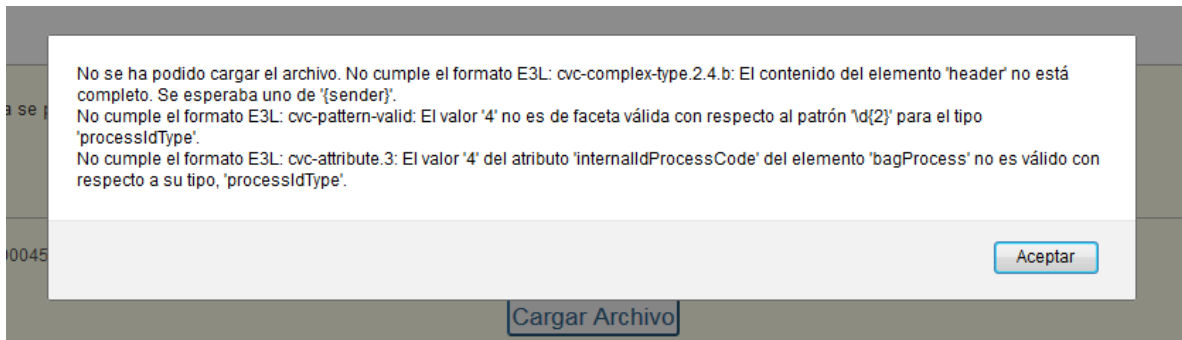 No se ha podido cargar el archivo. No cumple el formato E3L: cvc-complex-type.2.4.b: El contenido del elemento 'header' no está
completo. Se esperaba uno de '{sender}'.
a se
No cumple el formato E3L: cvc-pattern-valid: El valor '4' no es de faceta válida con respecto al patrón '\d{2}' para el tipo
'processIdType'.
No cumple el formato E3L: cvc-attribute.3: El valor '4' del atributo 'internalIdProcessCode' del elemento 'bagProcess' no es válido con
respecto a su tipo, 'processIdType'.
00045
Aceptar
Cargar Archivo